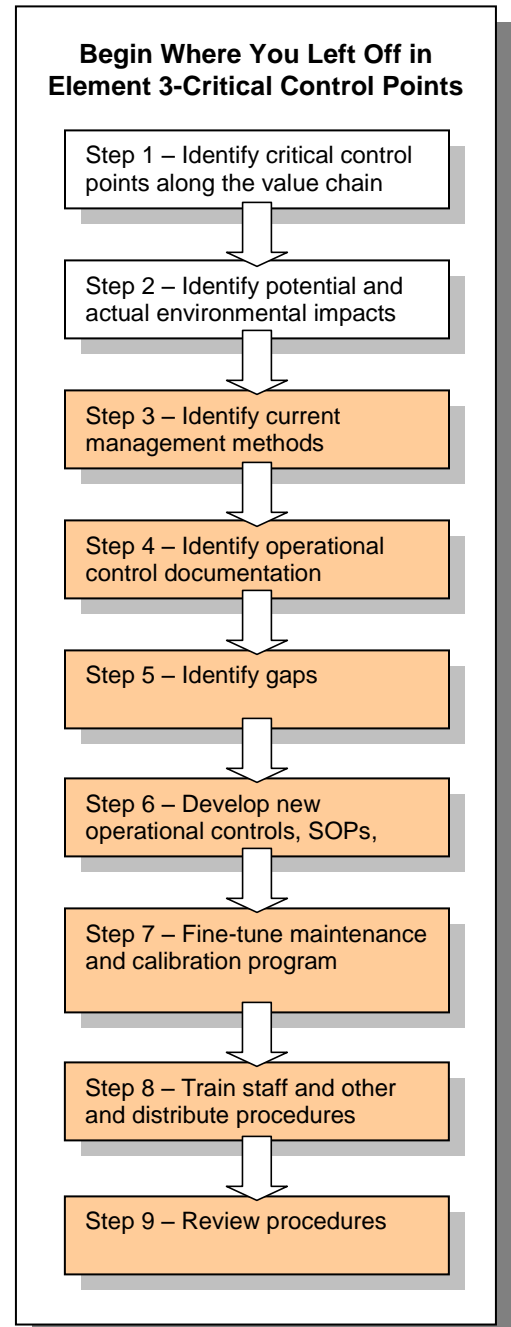 Begin Where You Left Off in
Element 3-Critical Control Points
Step 1 – Identify critical control
points along the value chain
Step 2 – Identify potential and
actual environmental impacts
Step 3 – Identify current
management methods
Step 4 – Identify operational
control documentation
Step 5 – Identify gaps
Step 6 – Develop new
operational controls, SOPs,
Step 7 – Fine-tune maintenance
and calibration program
Step 8 – Train staff and other
and distribute procedures
Step 9 – Review procedures